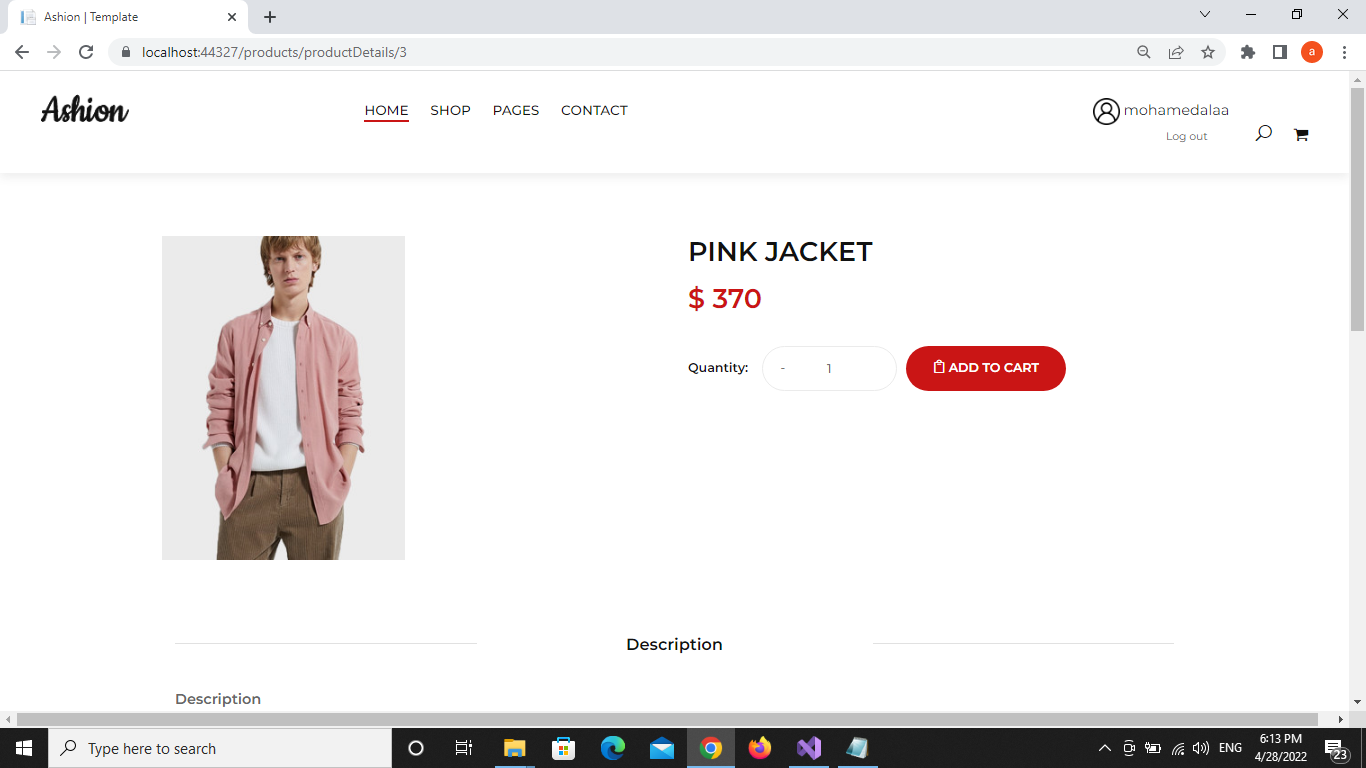 Ashion | Template
localhost:44327/products/productDetails/3
a
Ashion
HOME SHOP PAGES CONTACT
mohamedalaa
Log out
PINK JACKET
$ 370
Quantity: - 1 ADD TO CART
Description
Description
Type here to search
ENG
6:13 PM
4/28/2022
23